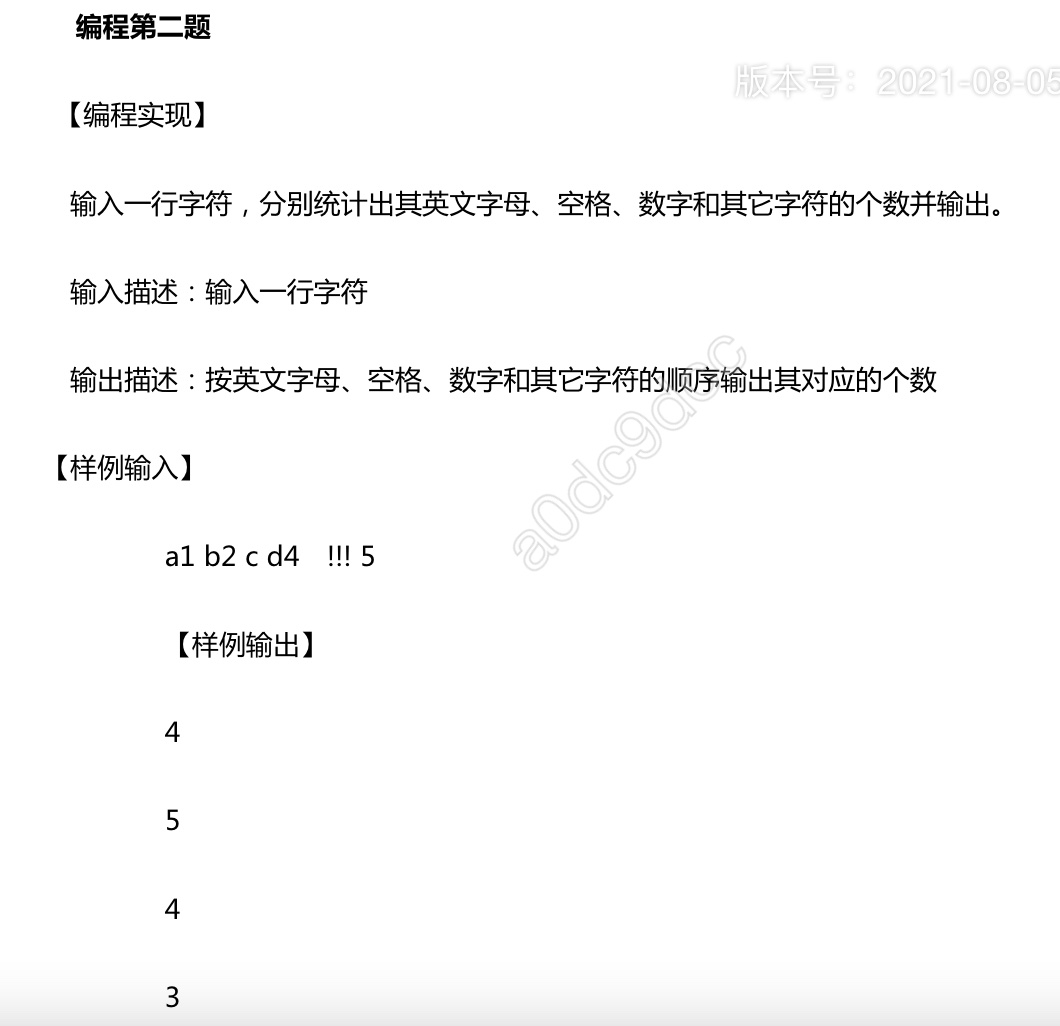 编程第二题
版本号：2021-08-05
【编程实现】
输入一行字符，分别统计出其英文字母、空格、数字和其它字符的个数并输出。
输入描述：输入一行字符
输出描述：按英文字母、空格、数字和其它字符的顺序输出其对应的个数
【样例输入】
a1 b2 c d4  !!! 5
【样例输出】
4
5
4
3
a0dc9dcc